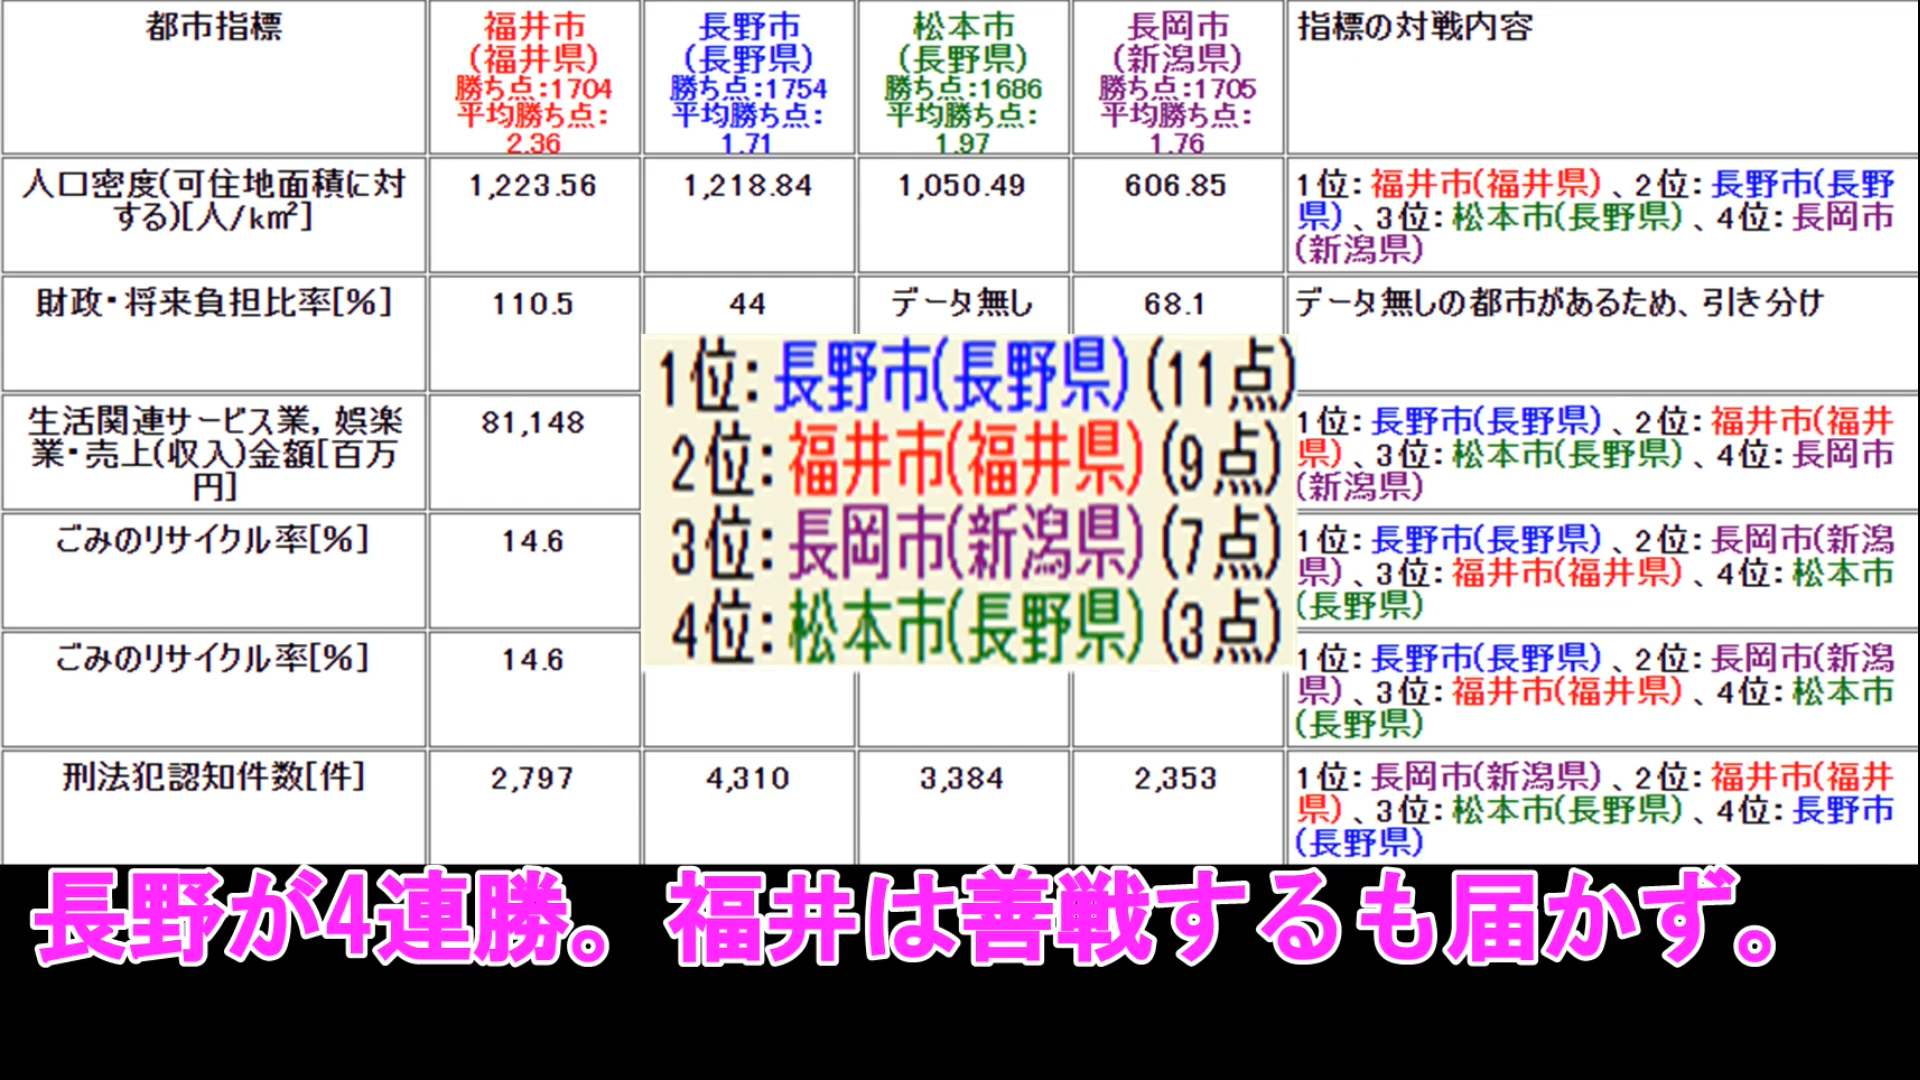 都市指標
福井市
(福井県)
勝ち点:1704
平均勝ち点:
2.36
長野市
(長野県)
勝ち点:1754
平均勝ち点:
1.71
松本市
(長野県)
勝ち点:1686
平均勝ち点:
1.97
長岡市
(新潟県)
勝ち点:1705
平均勝ち点:
1.76
指標の対戦内容
人口密度(可住地面積に対
する)[人/km²]
1,223.56
1,218.84
1,050.49
606.85
1位:福井市(福井県)、2位:長野市(長野
県)、3位:松本市(長野県)、4位:長岡市
(新潟県)
財政・将来負担比率[%]
110.5
44
データ無し
68.1
データ無しの都市があるため、引き分け
生活関連サービス業，娯楽
業・売上(収入)金額[百万
円]
81,148
1位:長野市(長野県)、2位:福井市(福井
県)、3位:松本市(長野県)、4位:長岡市
(新潟県)
ごみのリサイクル率[%]
14.6
1位:長野市(長野県)、2位:長岡市(新潟
県)、3位:福井市(福井県)、4位:松本市
(長野県)
ごみのリサイクル率[%]
14.6
1位:長野市(長野県)、2位:長岡市(新潟
県)、3位:福井市(福井県)、4位:松本市
(長野県)
刑法犯認知件数[件]
2,797
4,310
3,384
2,353
1位:長岡市(新潟県)、2位:福井市(福井
県)、3位:松本市(長野県)、4位:長野市
(長野県)
1位:長野市(長野県)(11点)
2位:福井市(福井県)(9点)
3位:長岡市(新潟県)(7点)
4位:松本市(長野県)(3点)
長野が4連勝。福井は善戦するも届かず。